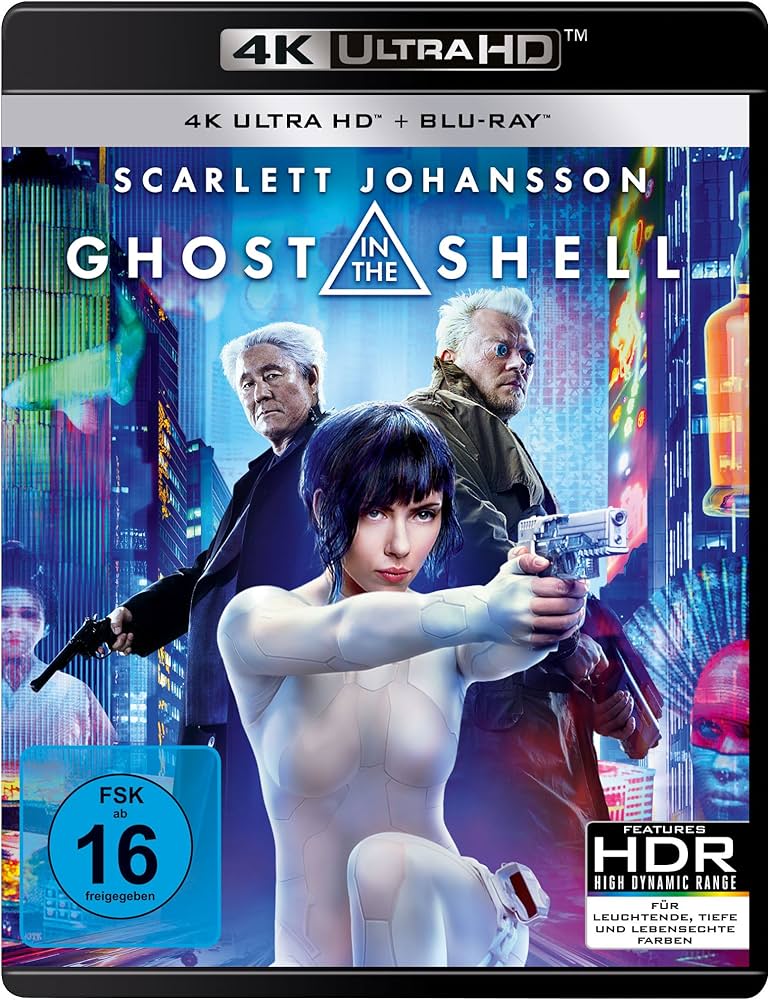 4K ULTRA HD™
4K ULTRA HD™ + BLU-RAY™
SCARLETT JOHANSSON
GHOST IN THE SHELL
FSK
ab
16
freigegeben
FEATURES
HDR
HIGH DYNAMIC RANGE
FÜR
LEUCHTENDE, TIEFE
UND LEBENSECHTE
FARBEN